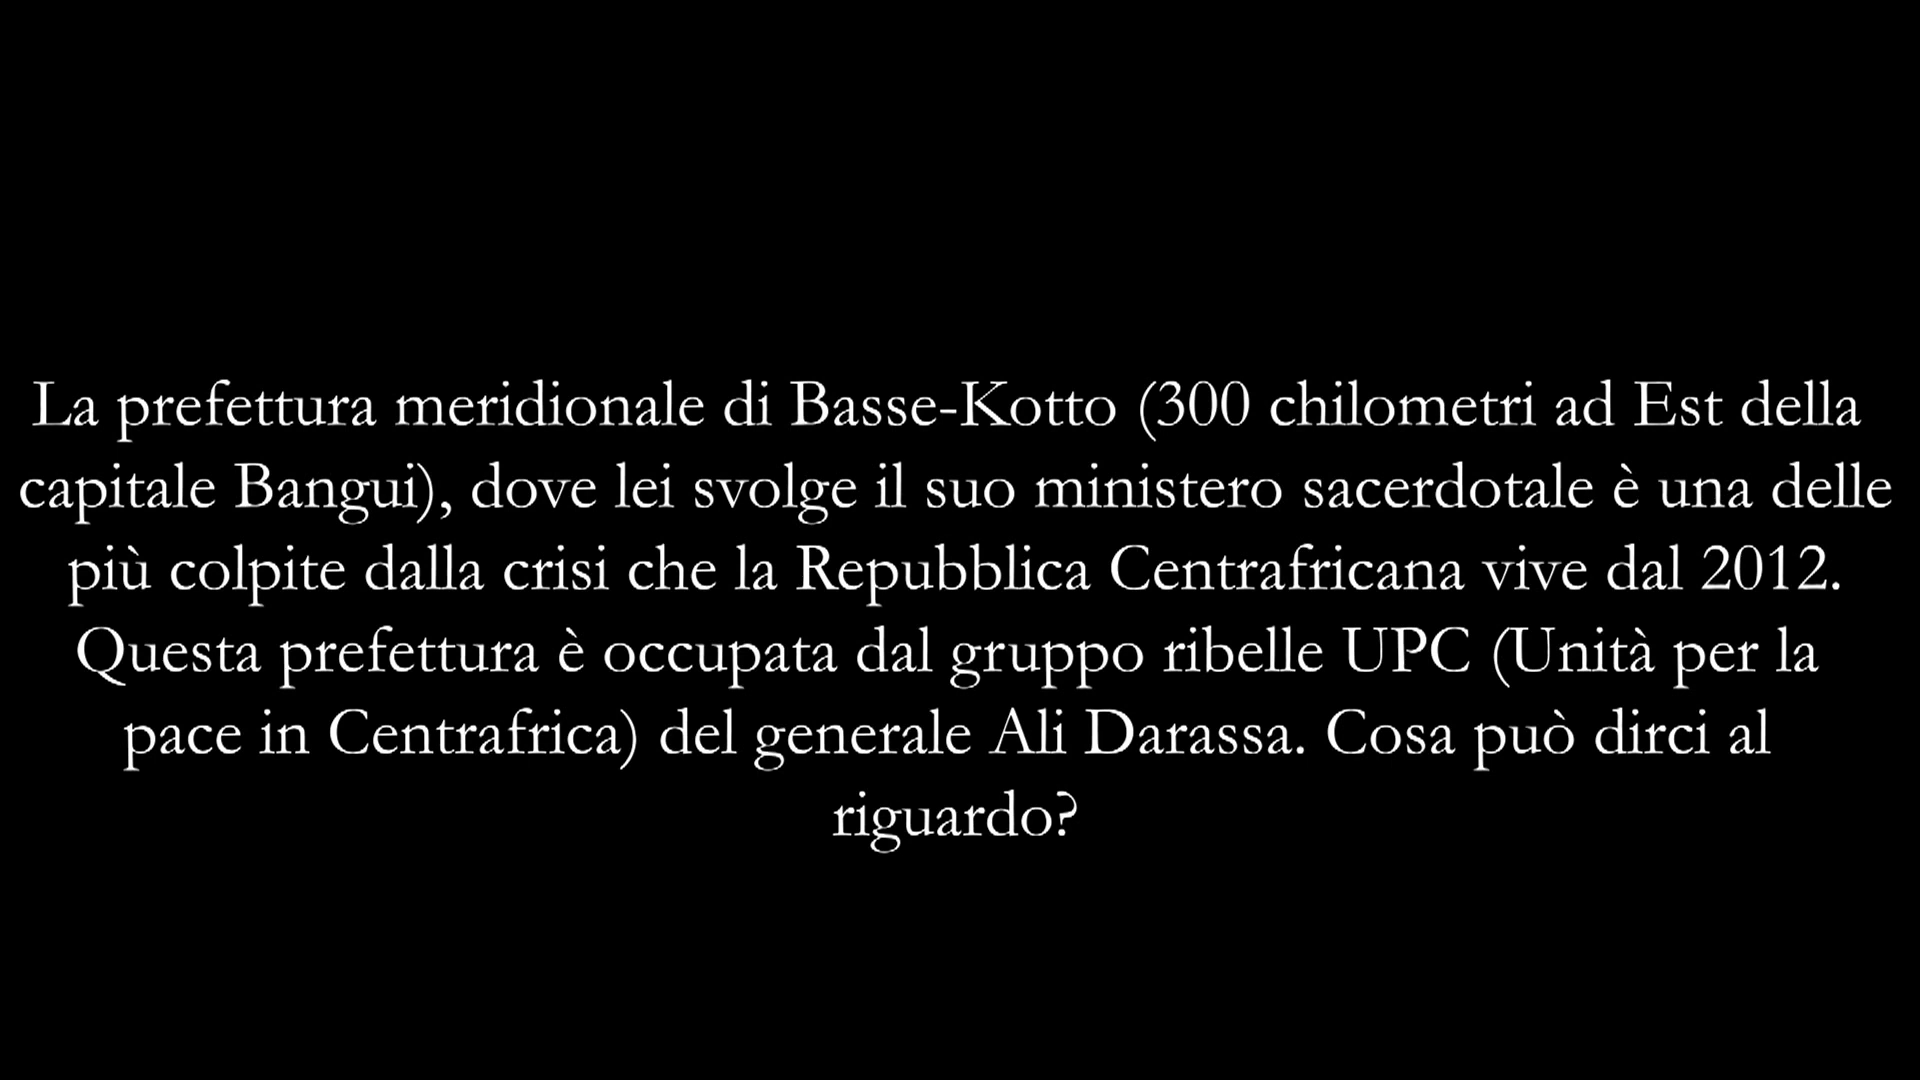 La prefettura meridionale di Basse-Kotto (300 chilometri ad Est della
capitale Bangui), dove lei svolge il suo ministero sacerdotale è una delle
più colpite dalla crisi che la Repubblica Centrafricana vive dal 2012.
Questa prefettura è occupata dal gruppo ribelle UPC (Unità per la
pace in Centrafrica) del generale Ali Darassa. Cosa può dirci al
riguardo?